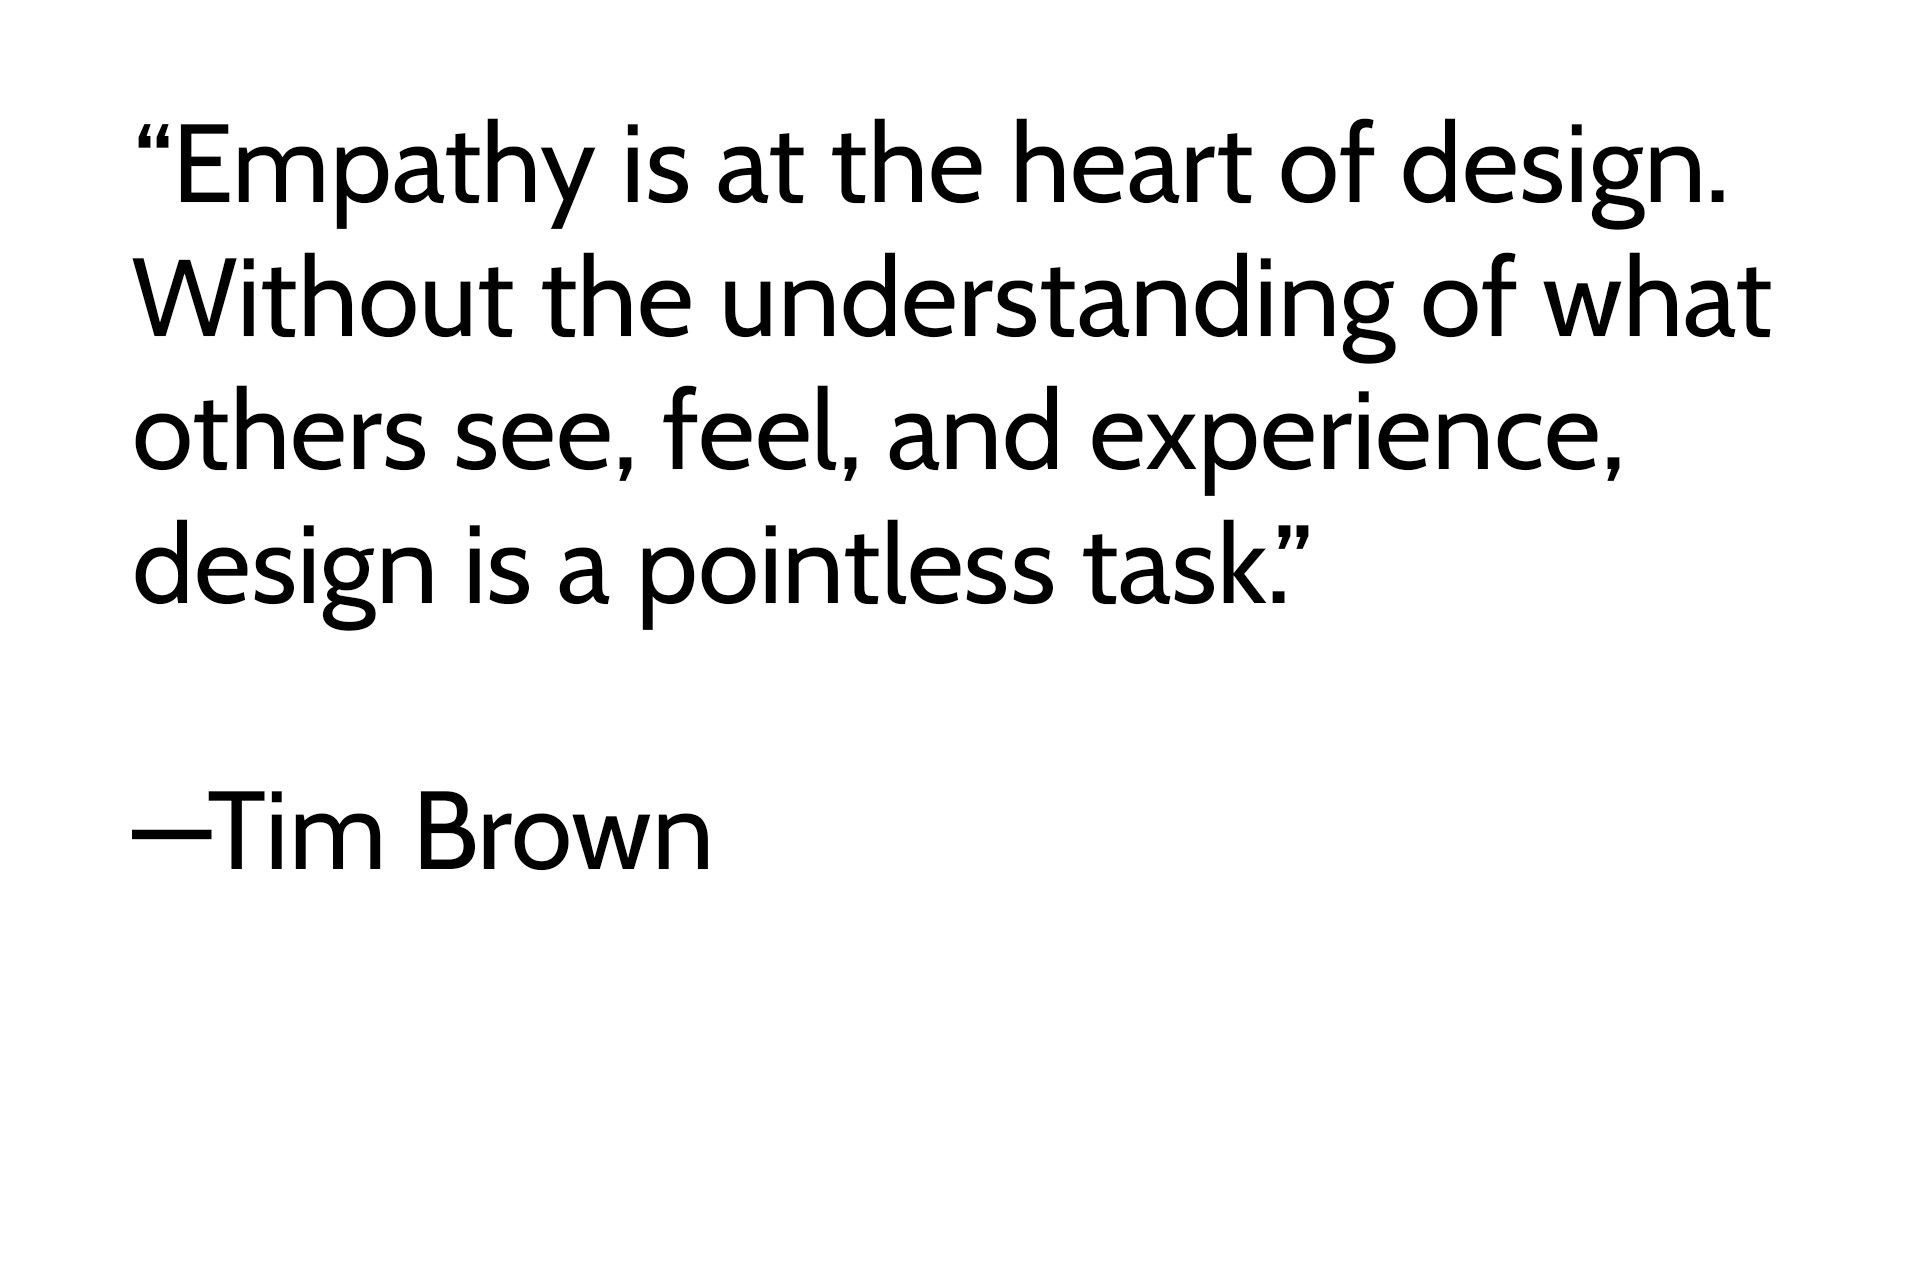 “Empathy is at the heart of design.
Without the understanding of what
others see, feel, and experience,
design is a pointless task.”
—Tim Brown